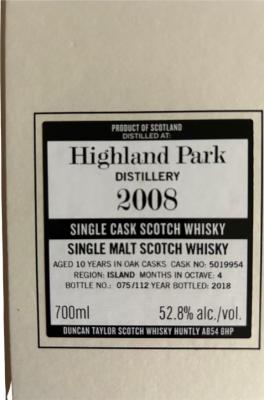 PRODUCT OF SCOTLAND
DISTILLED AT:
Highland Park
DISTILLERY
2008
SINGLE CASK SCOTCH WHISKY
SINGLE MALT SCOTCH WHISKY
AGED 10 YEARS IN OAK CASKS CASK NO: 5019954
REGION: ISLAND MONTHS IN OCTAVE: 4
BOTTLE NO.: 075/112 YEAR BOTTLED: 2018
700ml 52.8% alc./vol.
DUNCAN TAYLOR SCOTCH WHISKY HUNTLY AB54 8HP